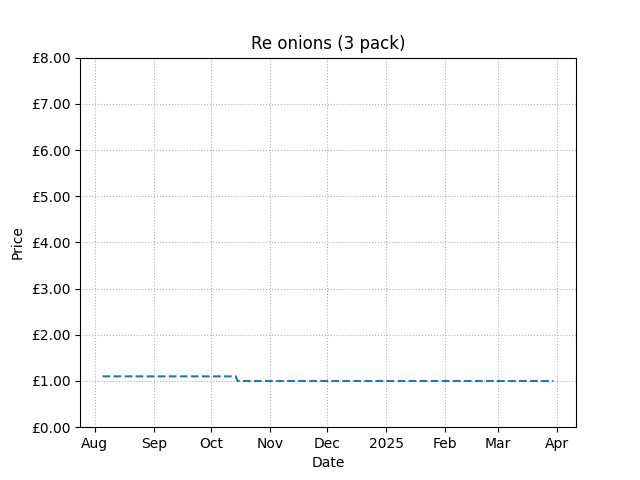 Re onions (3 pack)
£8.00
£7.00
£6.00
£5.00
£4.00
£3.00
£2.00
£1.00
£0.00
Price
Aug Sep Oct Nov Dec 2025 Feb Mar Apr
Date